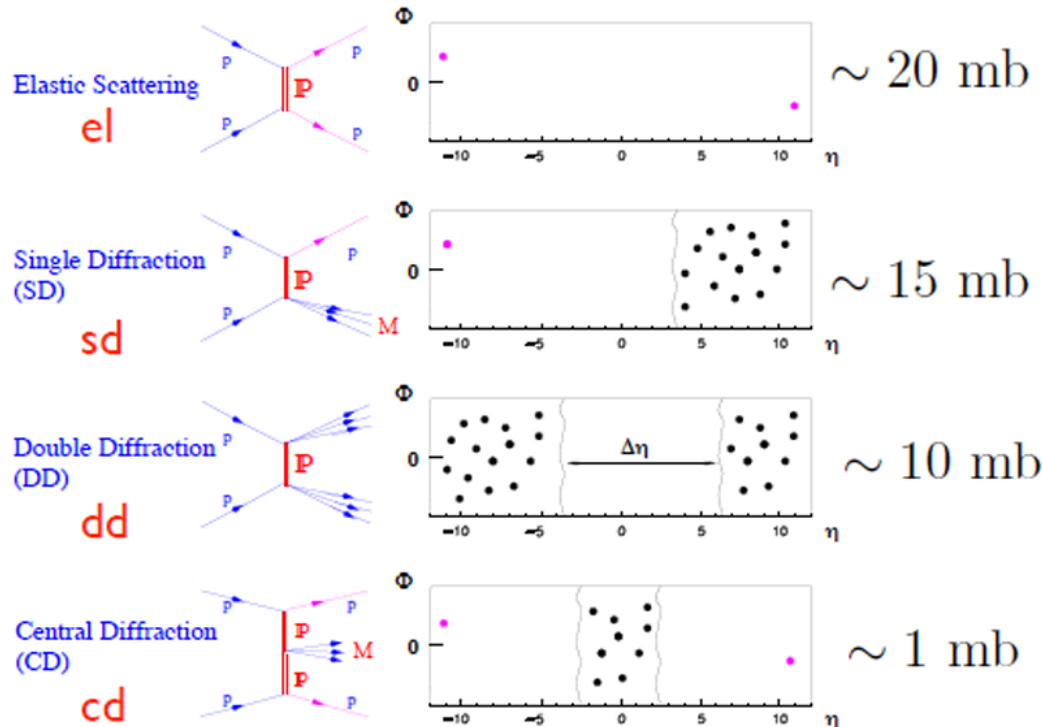 Φ
p
p
Elastic Scattering
ℙ
0
~ 20 mb
el
p
p
−10 −5 0 5 10 η
Φ
p
p
Single Diffraction
ℙ
0
~ 15 mb
(SD)
sd
p
M
−10 −5 0 5 10 η
Φ
p
Double Diffraction
ℙ
0
Δη
~ 10 mb
(DD)
dd
p
−10 −5 0 5 10 η
Φ
p
p
Central Diffraction
ℙ
0
M
~ 1 mb
(CD)
ℙ
cd
p
p
−10 −5 0 5 10 η